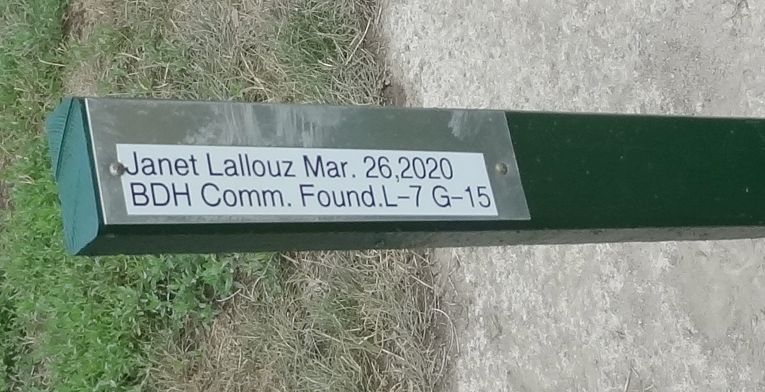 Janet Lallouz Mar. 26,2020
BDH Comm. Found.L-7 G-15